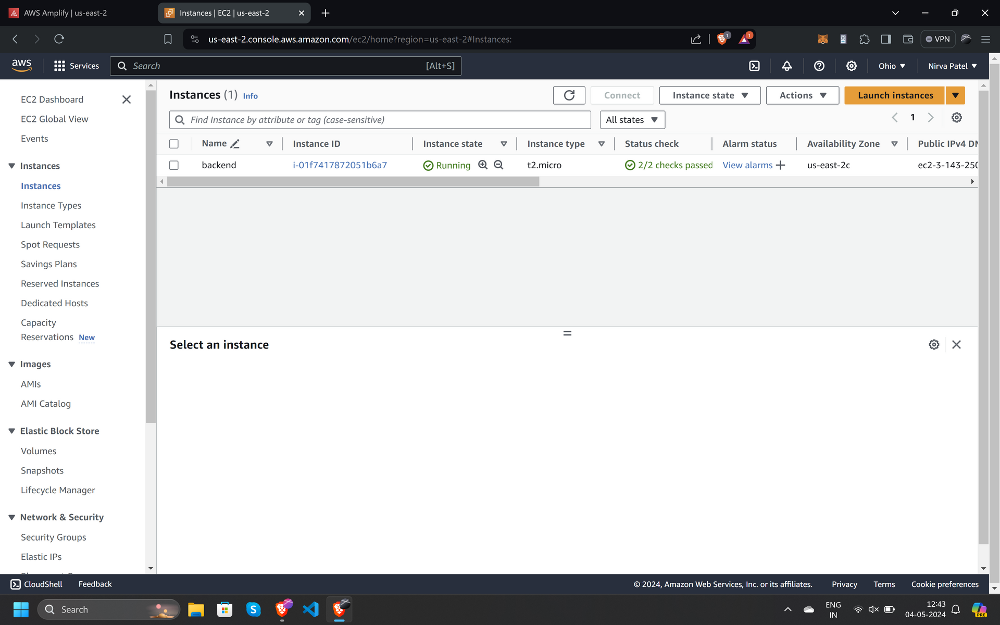 AWS Amplify | us-east-2
Instances | EC2 | us-east-2
us-east-2.console.aws.amazon.com/ec2/home?region=us-east-2#Instances:
1
1
VPN
aws
Services
Search
[Alt+S]
Ohio
Nirva Patel
EC2 Dashboard
EC2 Global View
Events
Instances
Instances
Instance Types
Launch Templates
Spot Requests
Savings Plans
Reserved Instances
Dedicated Hosts
Capacity
Reservations New
Images
AMIs
AMI Catalog
Elastic Block Store
Volumes
Snapshots
Lifecycle Manager
Network & Security
Security Groups
Elastic IPs
Instances (1) Info
Connect
Instance state
Actions
Launch instances
Find Instance by attribute or tag (case-sensitive)
All states
1
Name Instance ID Instance state Instance type Status check Alarm status Availability Zone Public IPv4 DN
backend i-01f7417872051b6a7 Running t2.micro 2/2 checks passed View alarms us-east-2c ec2-3-143-250
Select an instance
CloudShell Feedback
© 2024, Amazon Web Services, Inc. or its affiliates. Privacy Terms Cookie preferences
Search
ENG
IN
12:43
04-05-2024
PRE